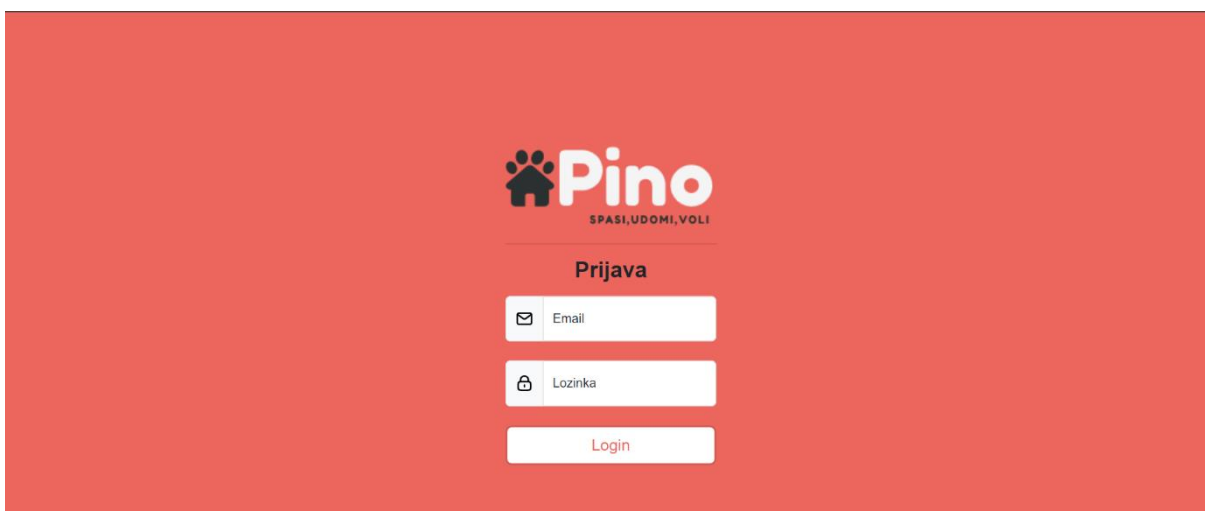 Pino
SPASI,UDOMI,VOLI
Prijava
Email
Lozinka
Login